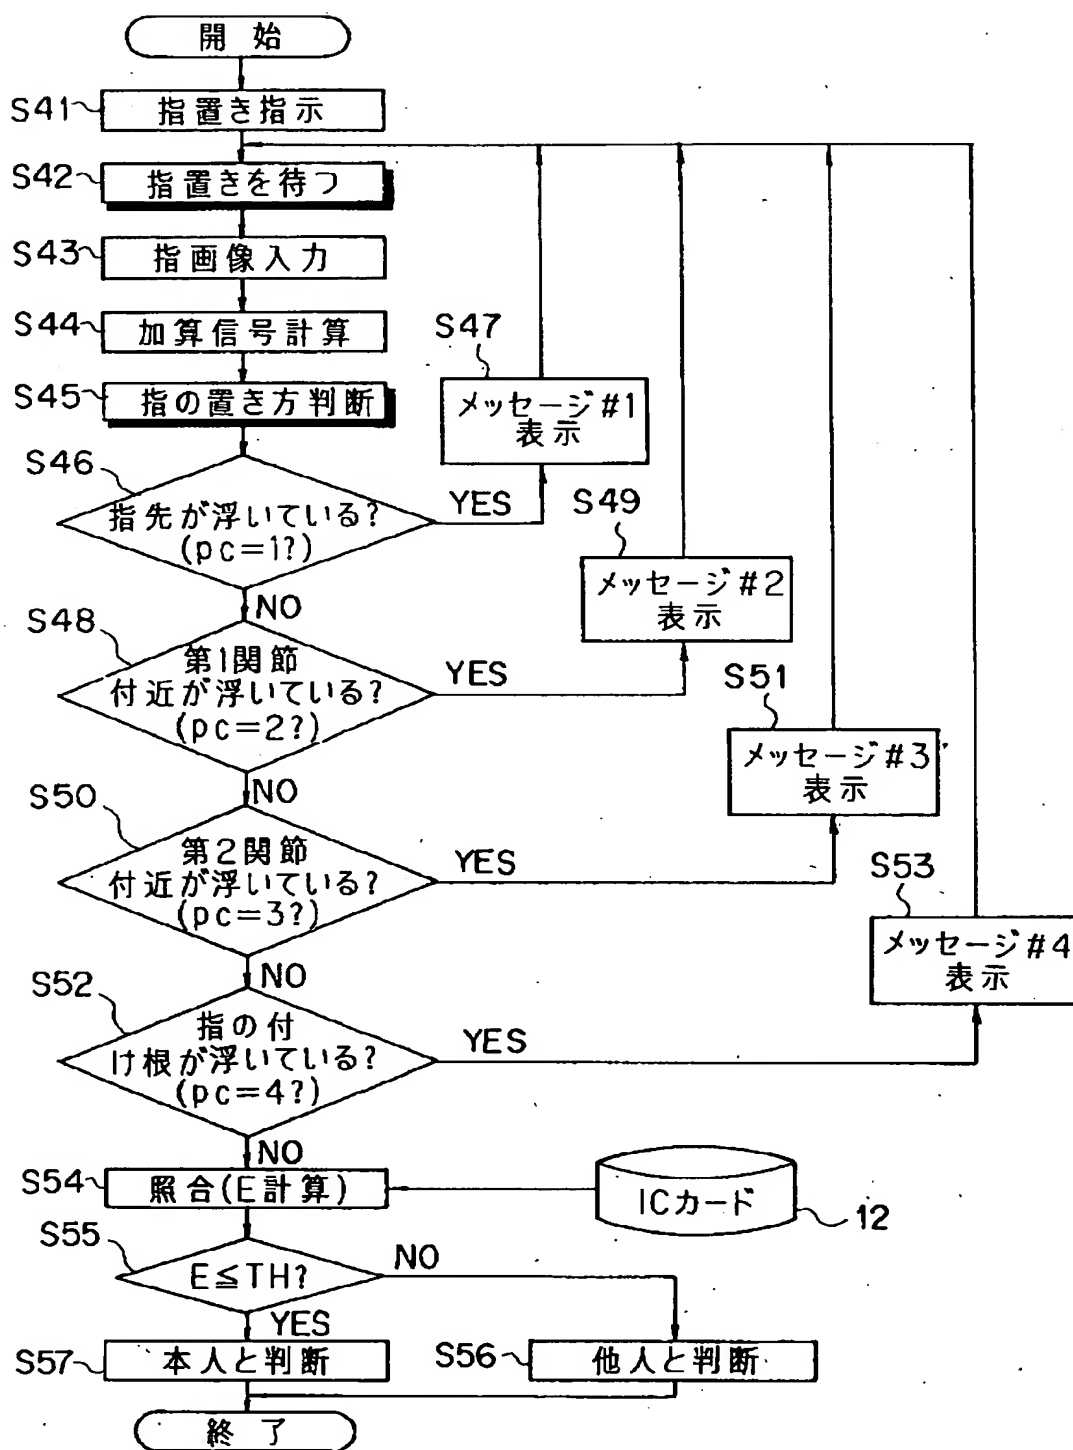 開始
S41
指置き指示
S42
指置きを待つ
S43
指画像入力
S44
加算信号計算
S45
指の置き方判断
S46
指先が浮いている?
(pc=1?)
YES
S47
メッセージ#1
表示
NO
S48
第1関節
付近が浮いている?
(pc=2?)
YES
S49
メッセージ#2
表示
NO
S50
第2関節
付近が浮いている?
(pc=3?)
YES
S51
メッセージ#3
表示
NO
S52
指の付
け根が浮いている?
(pc=4?)
YES
S53
メッセージ#4
表示
NO
S54
照合(E計算)
ICカード
12
S55
E≦TH?
NO
YES
S57
本人と判断
S56
他人と判断
終了